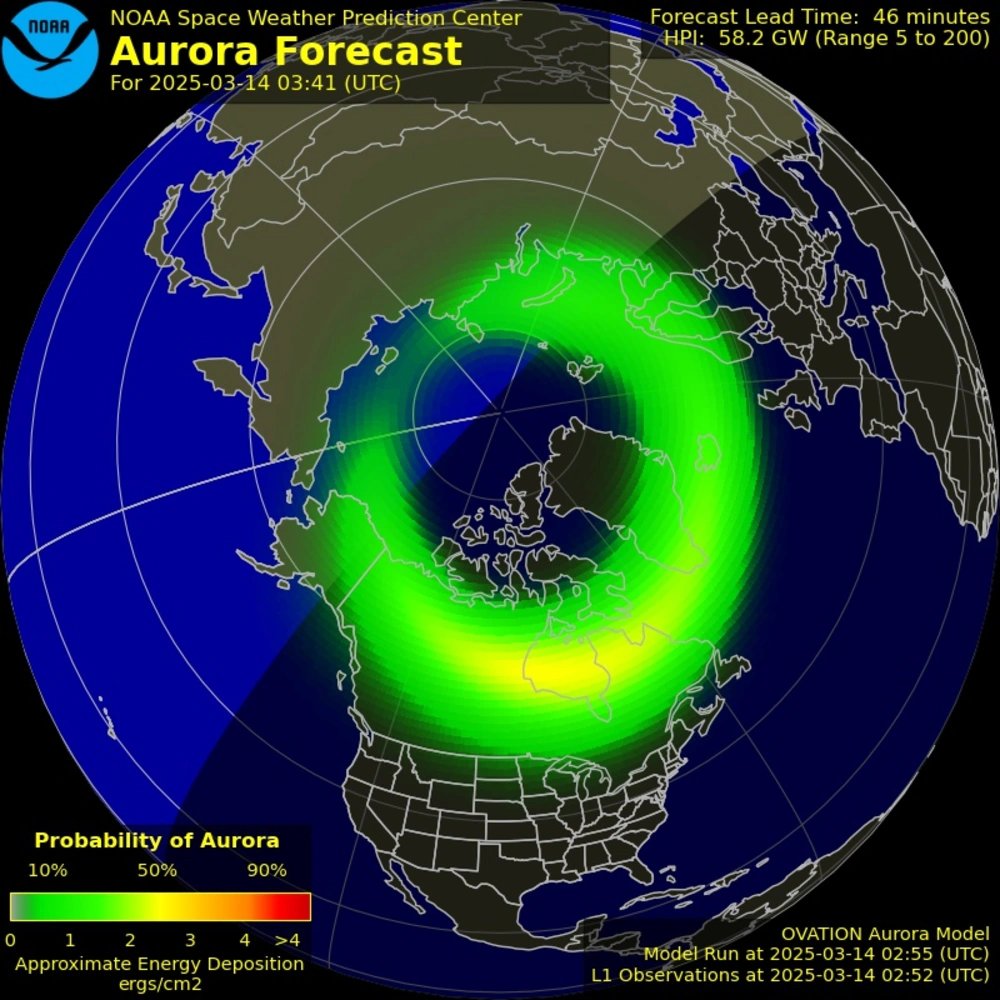 NOAA
NOAA Space Weather Prediction Center
Aurora Forecast
For 2025-03-14 03:41 (UTC)
Forecast Lead Time: 46 minutes
HPI: 58.2 GW (Range 5 to 200)
Probability of Aurora
10% 50% 90%
0 1 2 3 4 >4
Approximate Energy Deposition
ergs/cm2
OVATION Aurora Model
Model Run at 2025-03-14 02:55 (UTC)
L1 Observations at 2025-03-14 02:52 (UTC)